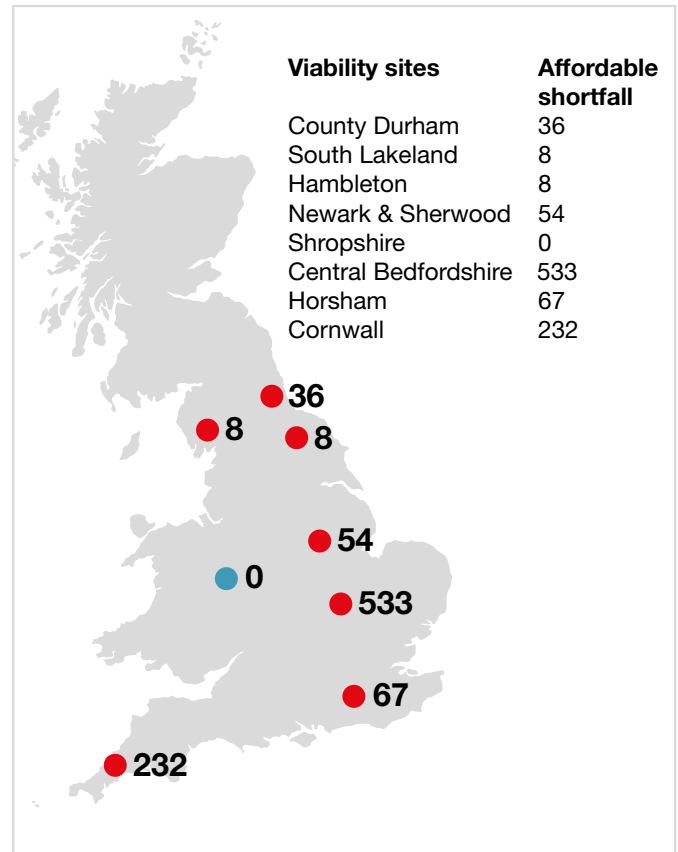 Viability sites Affordable
shortfall
County Durham 36
South Lakeland 8
Hambleton 8
Newark & Sherwood 54
Shropshire 0
Central Bedfordshire 533
Horsham 67
Cornwall 232
36
8
8
54
0
533
67
232